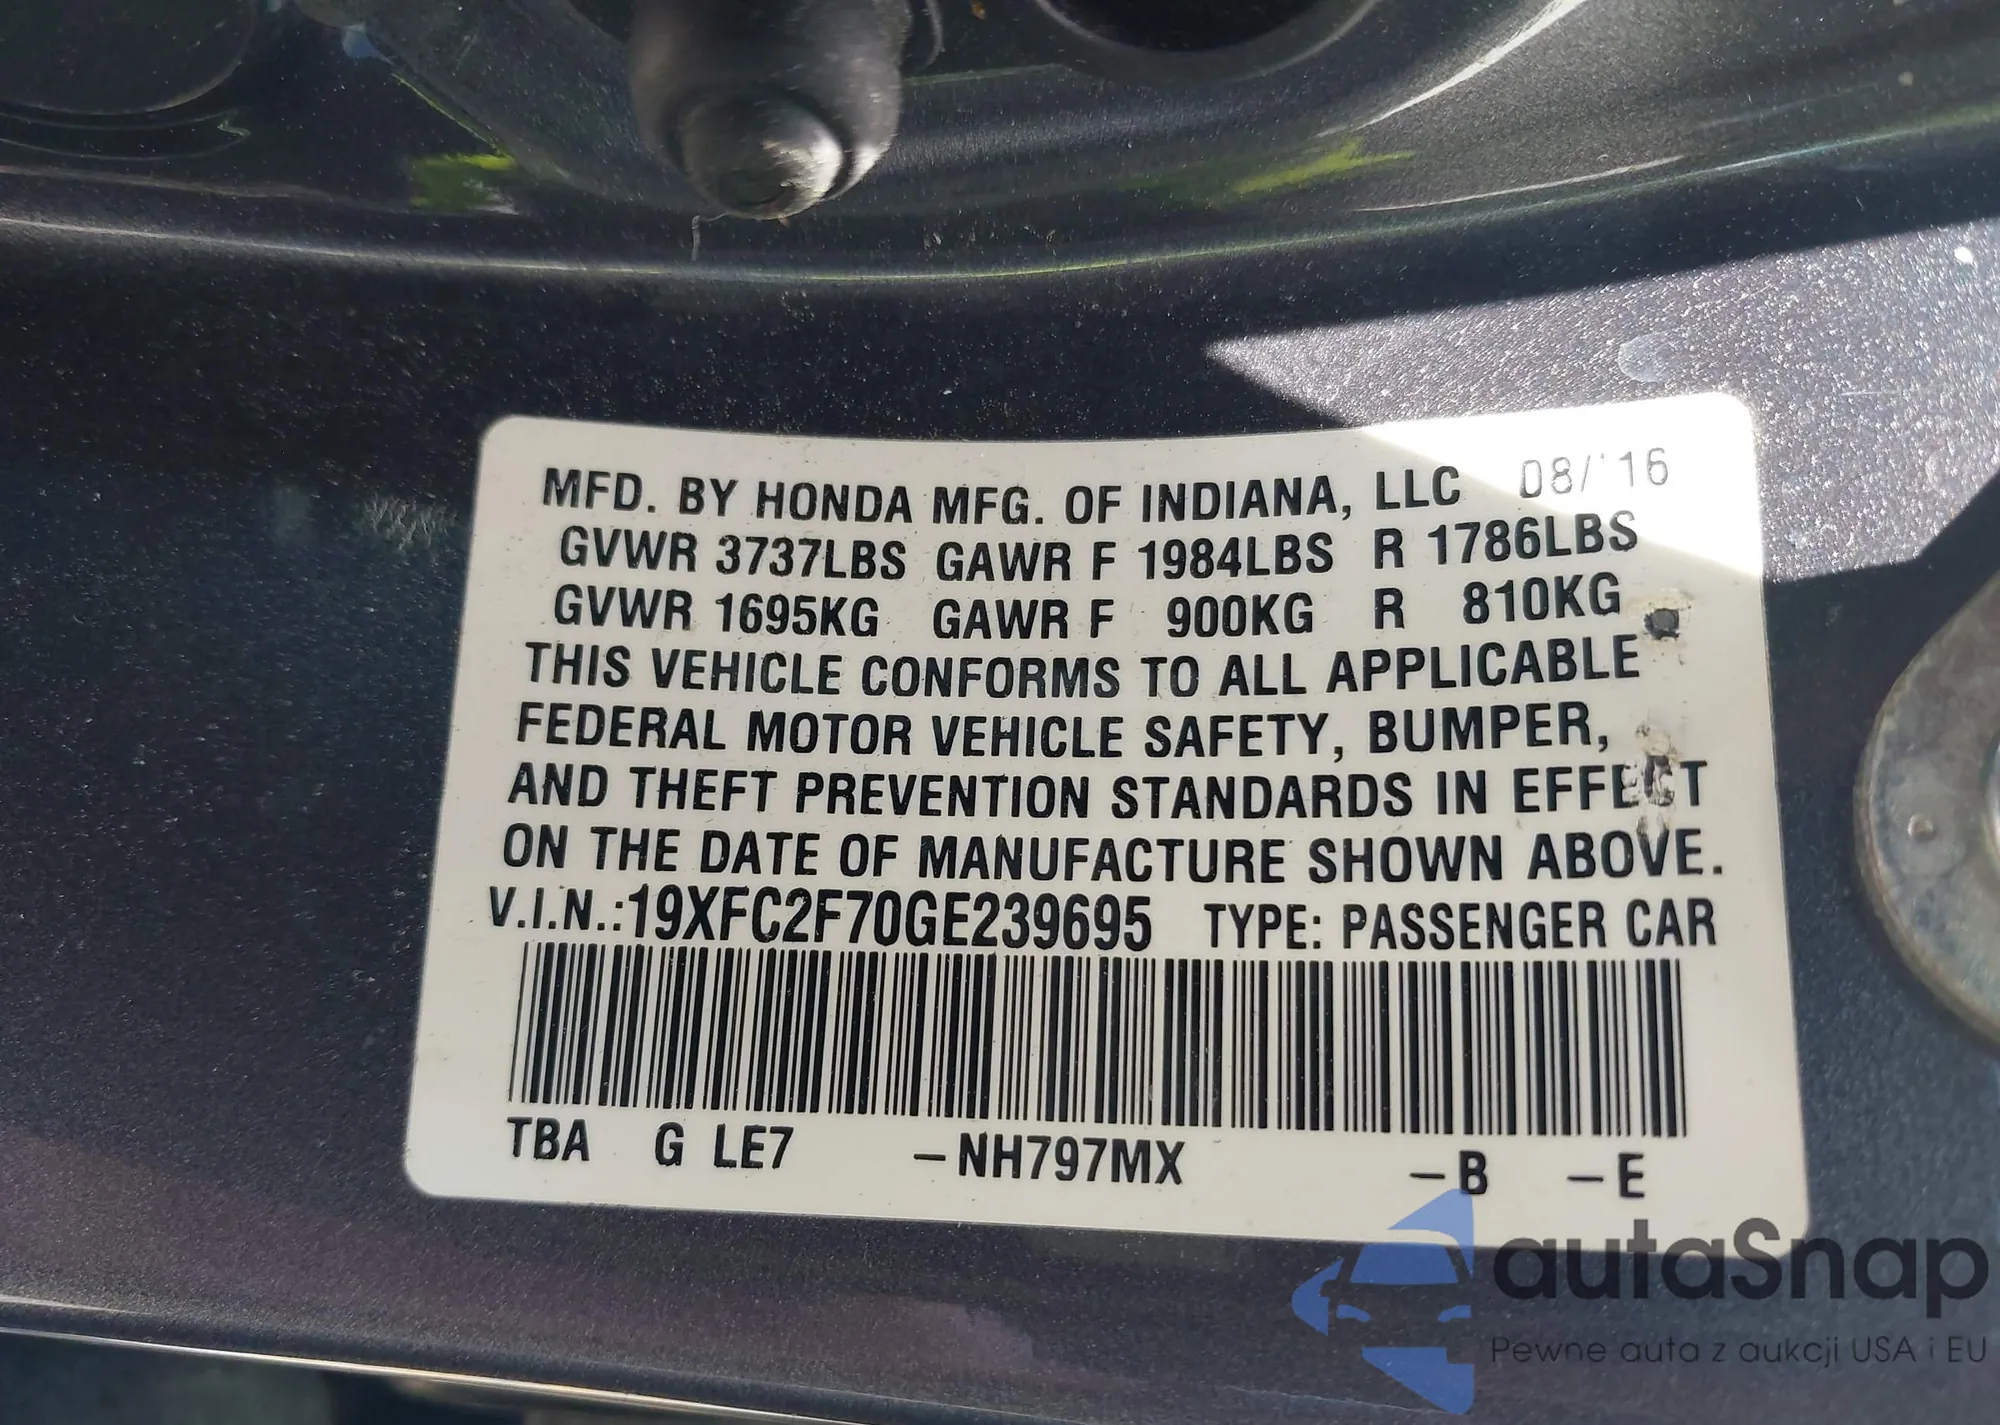 MFD. BY HONDA MFG. OF INDIANA, LLC 08/'16
GVWR 3737LBS GAWR F 1984LBS R 1786LBS
GVWR 1695KG GAWR F 900KG R 810KG
THIS VEHICLE CONFORMS TO ALL APPLICABLE
FEDERAL MOTOR VEHICLE SAFETY, BUMPER,
AND THEFT PREVENTION STANDARDS IN EFFECT
ON THE DATE OF MANUFACTURE SHOWN ABOVE.
V.I.N.:19XFC2F70GE239695 TYPE: PASSENGER CAR
TBA G LE7 -NH797MX -B -E
autaSnap
Pewne auta z aukcji USA i EU